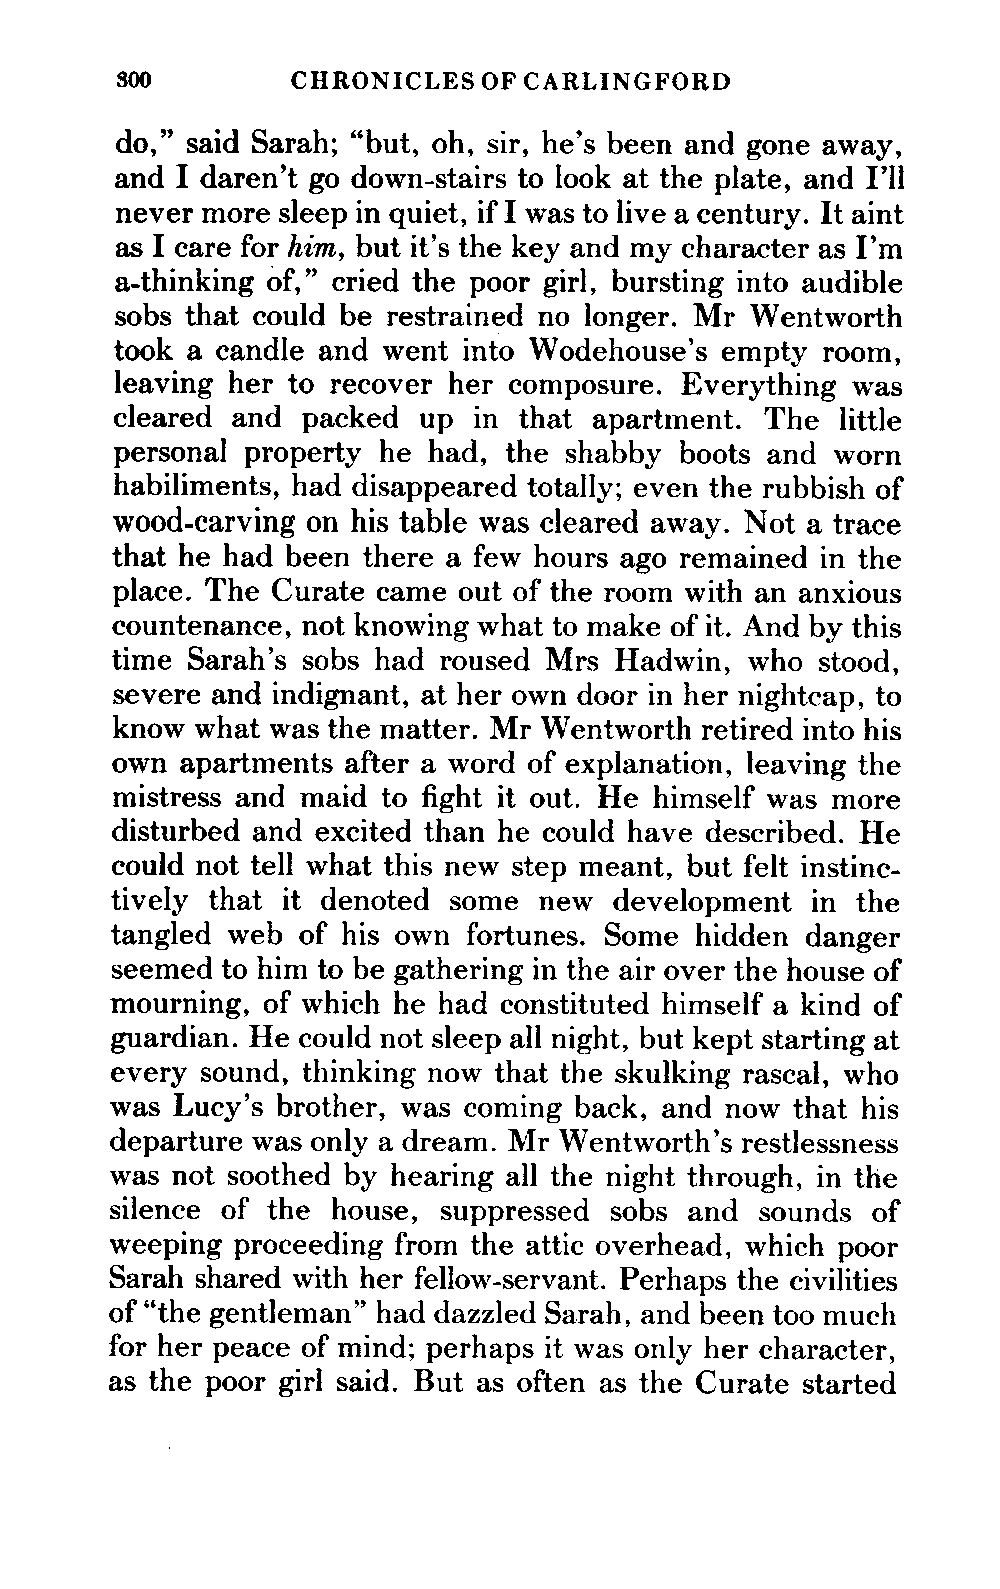 300 CHRONICLES OF CARLINGFORD
do,” said Sarah; “but, oh, sir, he’s been and gone away,
and I daren’t go down-stairs to look at the plate, and I’ll
never more sleep in quiet, if I was to live a century. It aint
as I care for him, but it’s the key and my character as I’m
a-thinking of,” cried the poor girl, bursting into audible
sobs that could be restrained no longer. Mr Wentworth
took a candle and went into Wodehouse’s empty room,
leaving her to recover her composure. Everything was
cleared and packed up in that apartment. The little
personal property he had, the shabby boots and worn
habiliments, had disappeared totally; even the rubbish of
wood-carving on his table was cleared away. Not a trace
that he had been there a few hours ago remained in the
place. The Curate came out of the room with an anxious
countenance, not knowing what to make of it. And by this
time Sarah’s sobs had roused Mrs Hadwin, who stood,
severe and indignant, at her own door in her nightcap, to
know what was the matter. Mr Wentworth retired into his
own apartments after a word of explanation, leaving the
mistress and maid to fight it out. He himself was more
disturbed and excited than he could have described. He
could not tell what this new step meant, but felt instinc-
tively that it denoted some new development in the
tangled web of his own fortunes. Some hidden danger
seemed to him to be gathering in the air over the house of
mourning, of which he had constituted himself a kind of
guardian. He could not sleep all night, but kept starting at
every sound, thinking now that the skulking rascal, who
was Lucy’s brother, was coming back, and now that his
departure was only a dream. Mr Wentworth’s restlessness
was not soothed by hearing all the night through, in the
silence of the house, suppressed sobs and sounds of
weeping proceeding from the attic overhead, which poor
Sarah shared with her fellow-servant. Perhaps the civilities
of “the gentleman” had dazzled Sarah, and been too much
for her peace of mind; perhaps it was only her character,
as the poor girl said. But as often as the Curate started